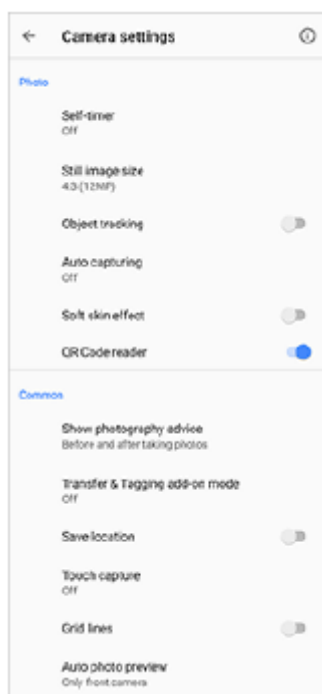 Camera settings
Photo
Self-timer
Off
Still image size
4:3 (12MP)
Object tracking
Auto capturing
Off
Soft skin effect
QR Code reader
Common
Show photography advice
Before and after taking photos
Transfer & Tagging add-on mode
Off
Save location
Touch capture
Off
Grid lines
Auto photo preview
Only front camera